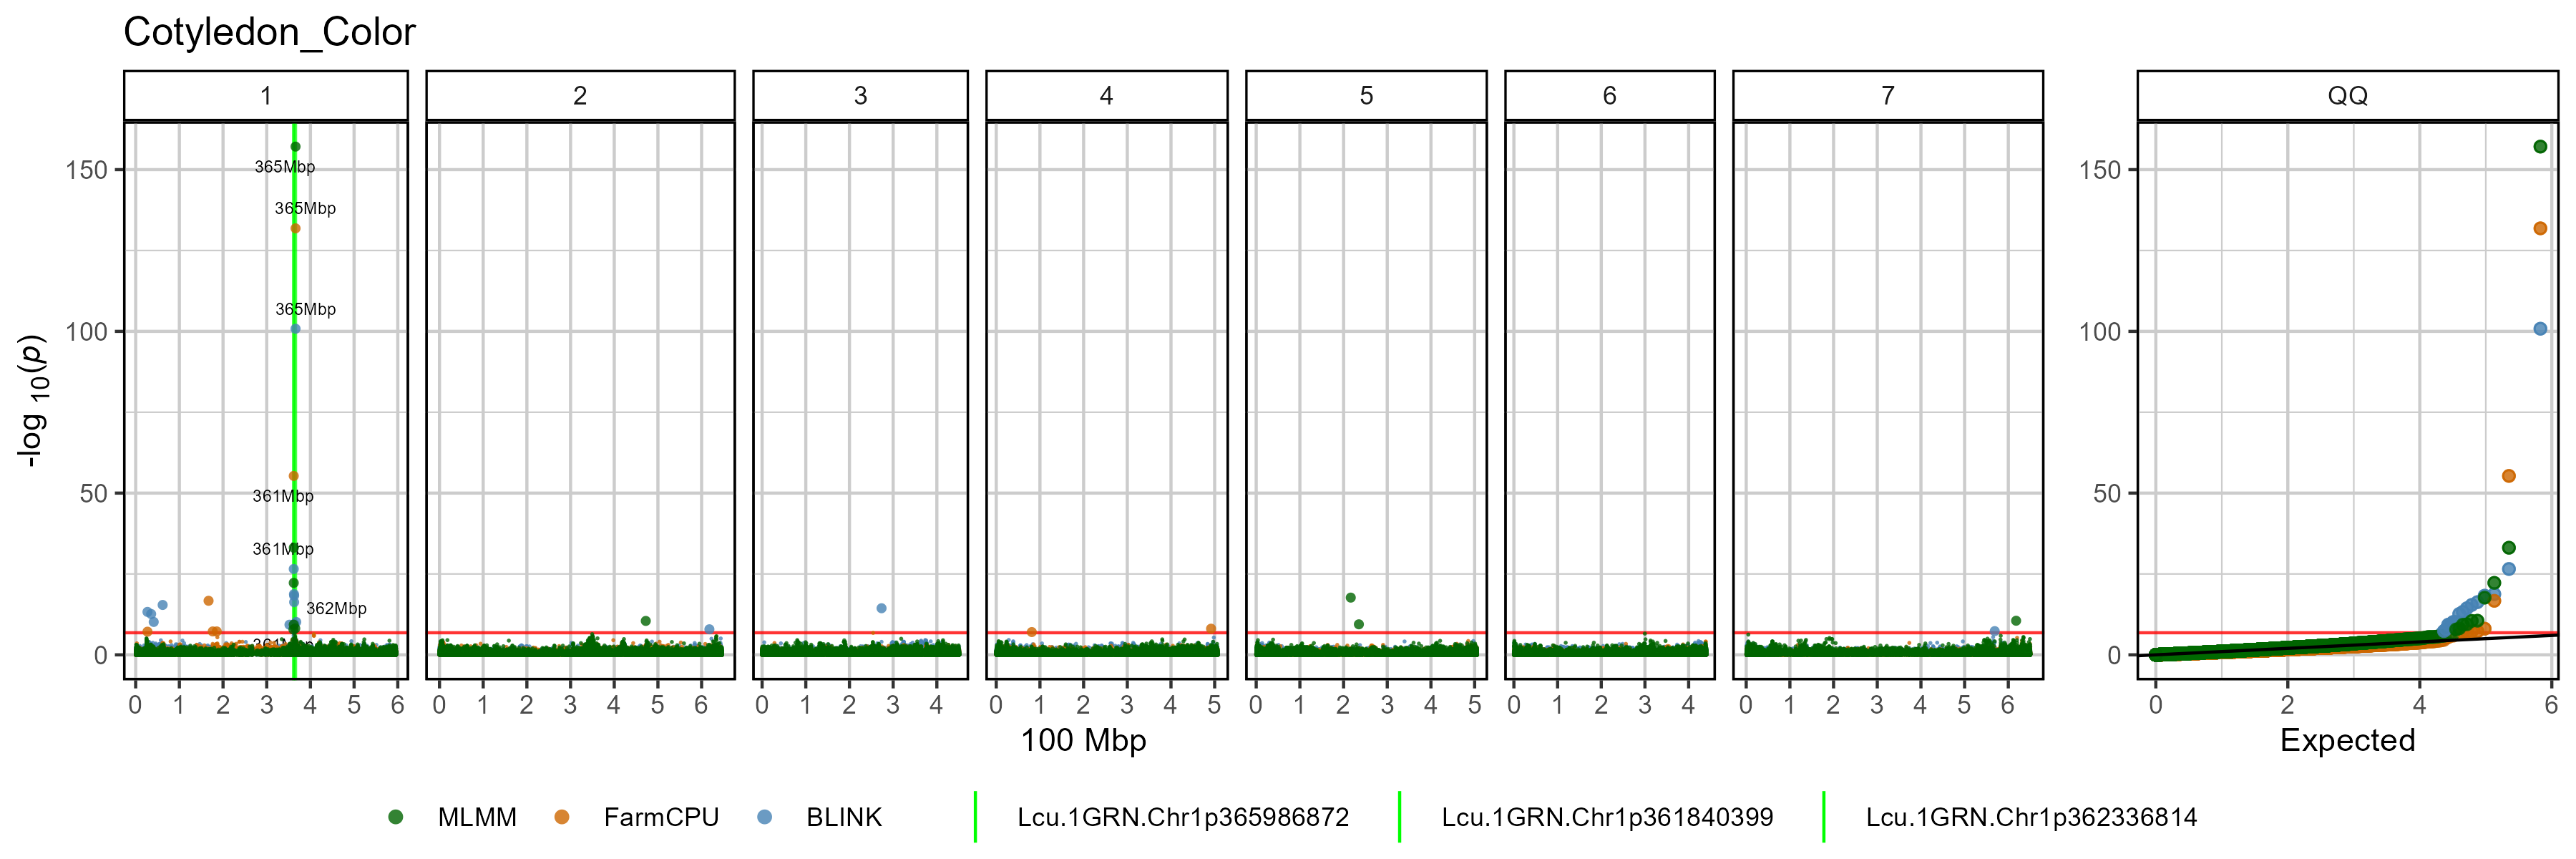 Cotyledon_Color
1 2 3 4 5 6 7 QQ
-log 10(p)
150
100
50
0
365Mbp
365Mbp
365Mbp
361Mbp
361Mbp
362Mbp
150
100
50
0
0 1 2 3 4 5 6 0 1 2 3 4 5 6 0 1 2 3 4 0 1 2 3 4 5 0 1 2 3 4 5 0 1 2 3 4 0 1 2 3 4 5 6 0 2 4 6
100 Mbp Expected
MLMM FarmCPU BLINK Lcu.1GRN.Chr1p365986872 Lcu.1GRN.Chr1p361840399 Lcu.1GRN.Chr1p362336814